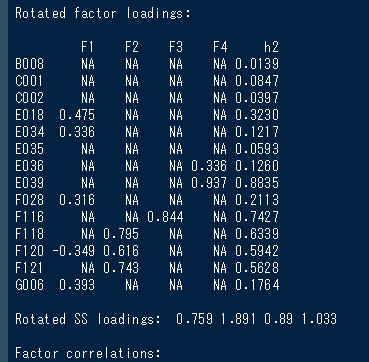 Rotated factor loadings:
F1 F2 F3 F4 h2
B008 NA NA NA NA 0.0139
C001 NA NA NA NA 0.0847
C002 NA NA NA NA 0.0397
E018 0.475 NA NA NA 0.3230
E034 0.336 NA NA NA 0.1217
E035 NA NA NA NA 0.0593
E036 NA NA NA 0.336 0.1260
E039 NA NA NA 0.937 0.8835
F028 0.316 NA NA NA 0.2113
F116 NA NA 0.844 NA 0.7427
F118 NA 0.795 NA NA 0.6339
F120 -0.349 0.616 NA NA 0.5942
F121 NA 0.743 NA NA 0.5628
G006 0.393 NA NA NA 0.1764
Rotated SS loadings: 0.759 1.891 0.89 1.033
Factor correlations: